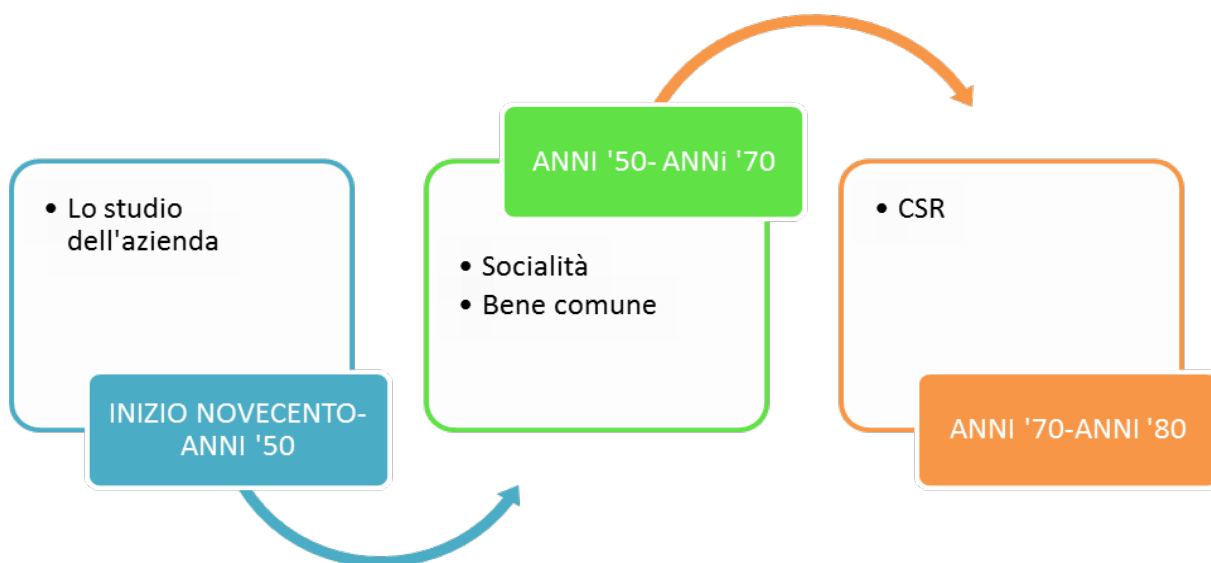 • Lo studio
dell'azienda
INIZIO NOVECENTO-
ANNI '50
ANNI '50- ANNi '70
• Socialità
• Bene comune
• CSR
ANNI '70-ANNI '80